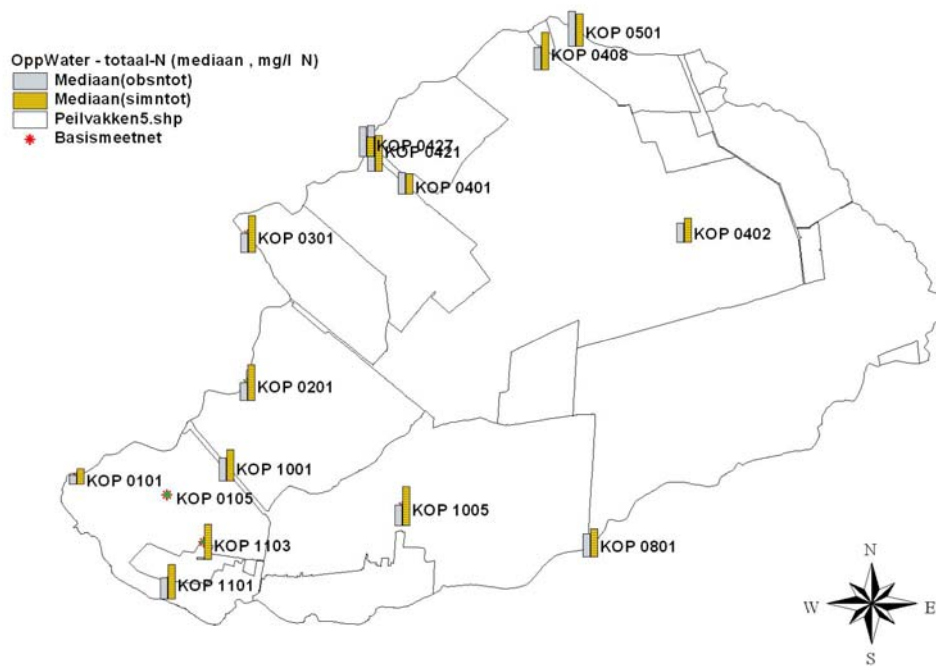 OppWater - totaal-N (mediaan , mg/l N)
Mediaan(obsntot)
Mediaan(simntot)
Peilvakken5.shp
Basismeetnet
KOP 0501
KOP 0408
KOP 0427
KOP 0421
KOP 0401
KOP 0402
KOP 0301
KOP 0201
KOP 1001
KOP 0101
KOP 0105
KOP 1005
KOP 1103
KOP 0801
KOP 1101
N
W
E
S